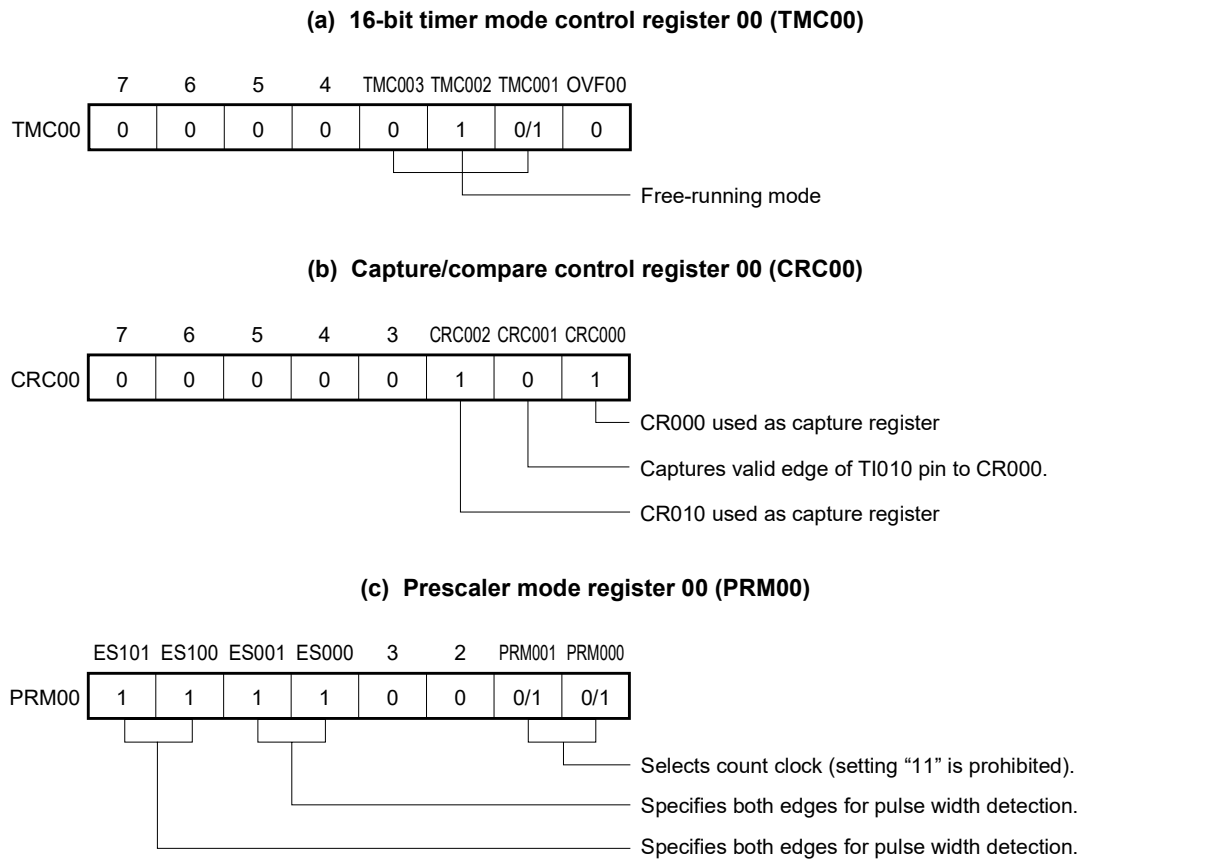 (a) 16-bit timer mode control register 00 (TMC00)
7 6 5 4 TMC003 TMC002 TMC001 OVF00
TMC00 0 0 0 0 0 1 0/1 0
Free-running mode
(b) Capture/compare control register 00 (CRC00)
7 6 5 4 3 CRC002 CRC001 CRC000
CRC00 0 0 0 0 0 1 0 1
CR000 used as capture register
Captures valid edge of TI010 pin to CR000.
CR010 used as capture register
(c) Prescaler mode register 00 (PRM00)
ES101 ES100 ES001 ES000 3 2 PRM001 PRM000
PRM00 1 1 1 1 0 0 0/1 0/1
Selects count clock (setting “11” is prohibited).
Specifies both edges for pulse width detection.
Specifies both edges for pulse width detection.